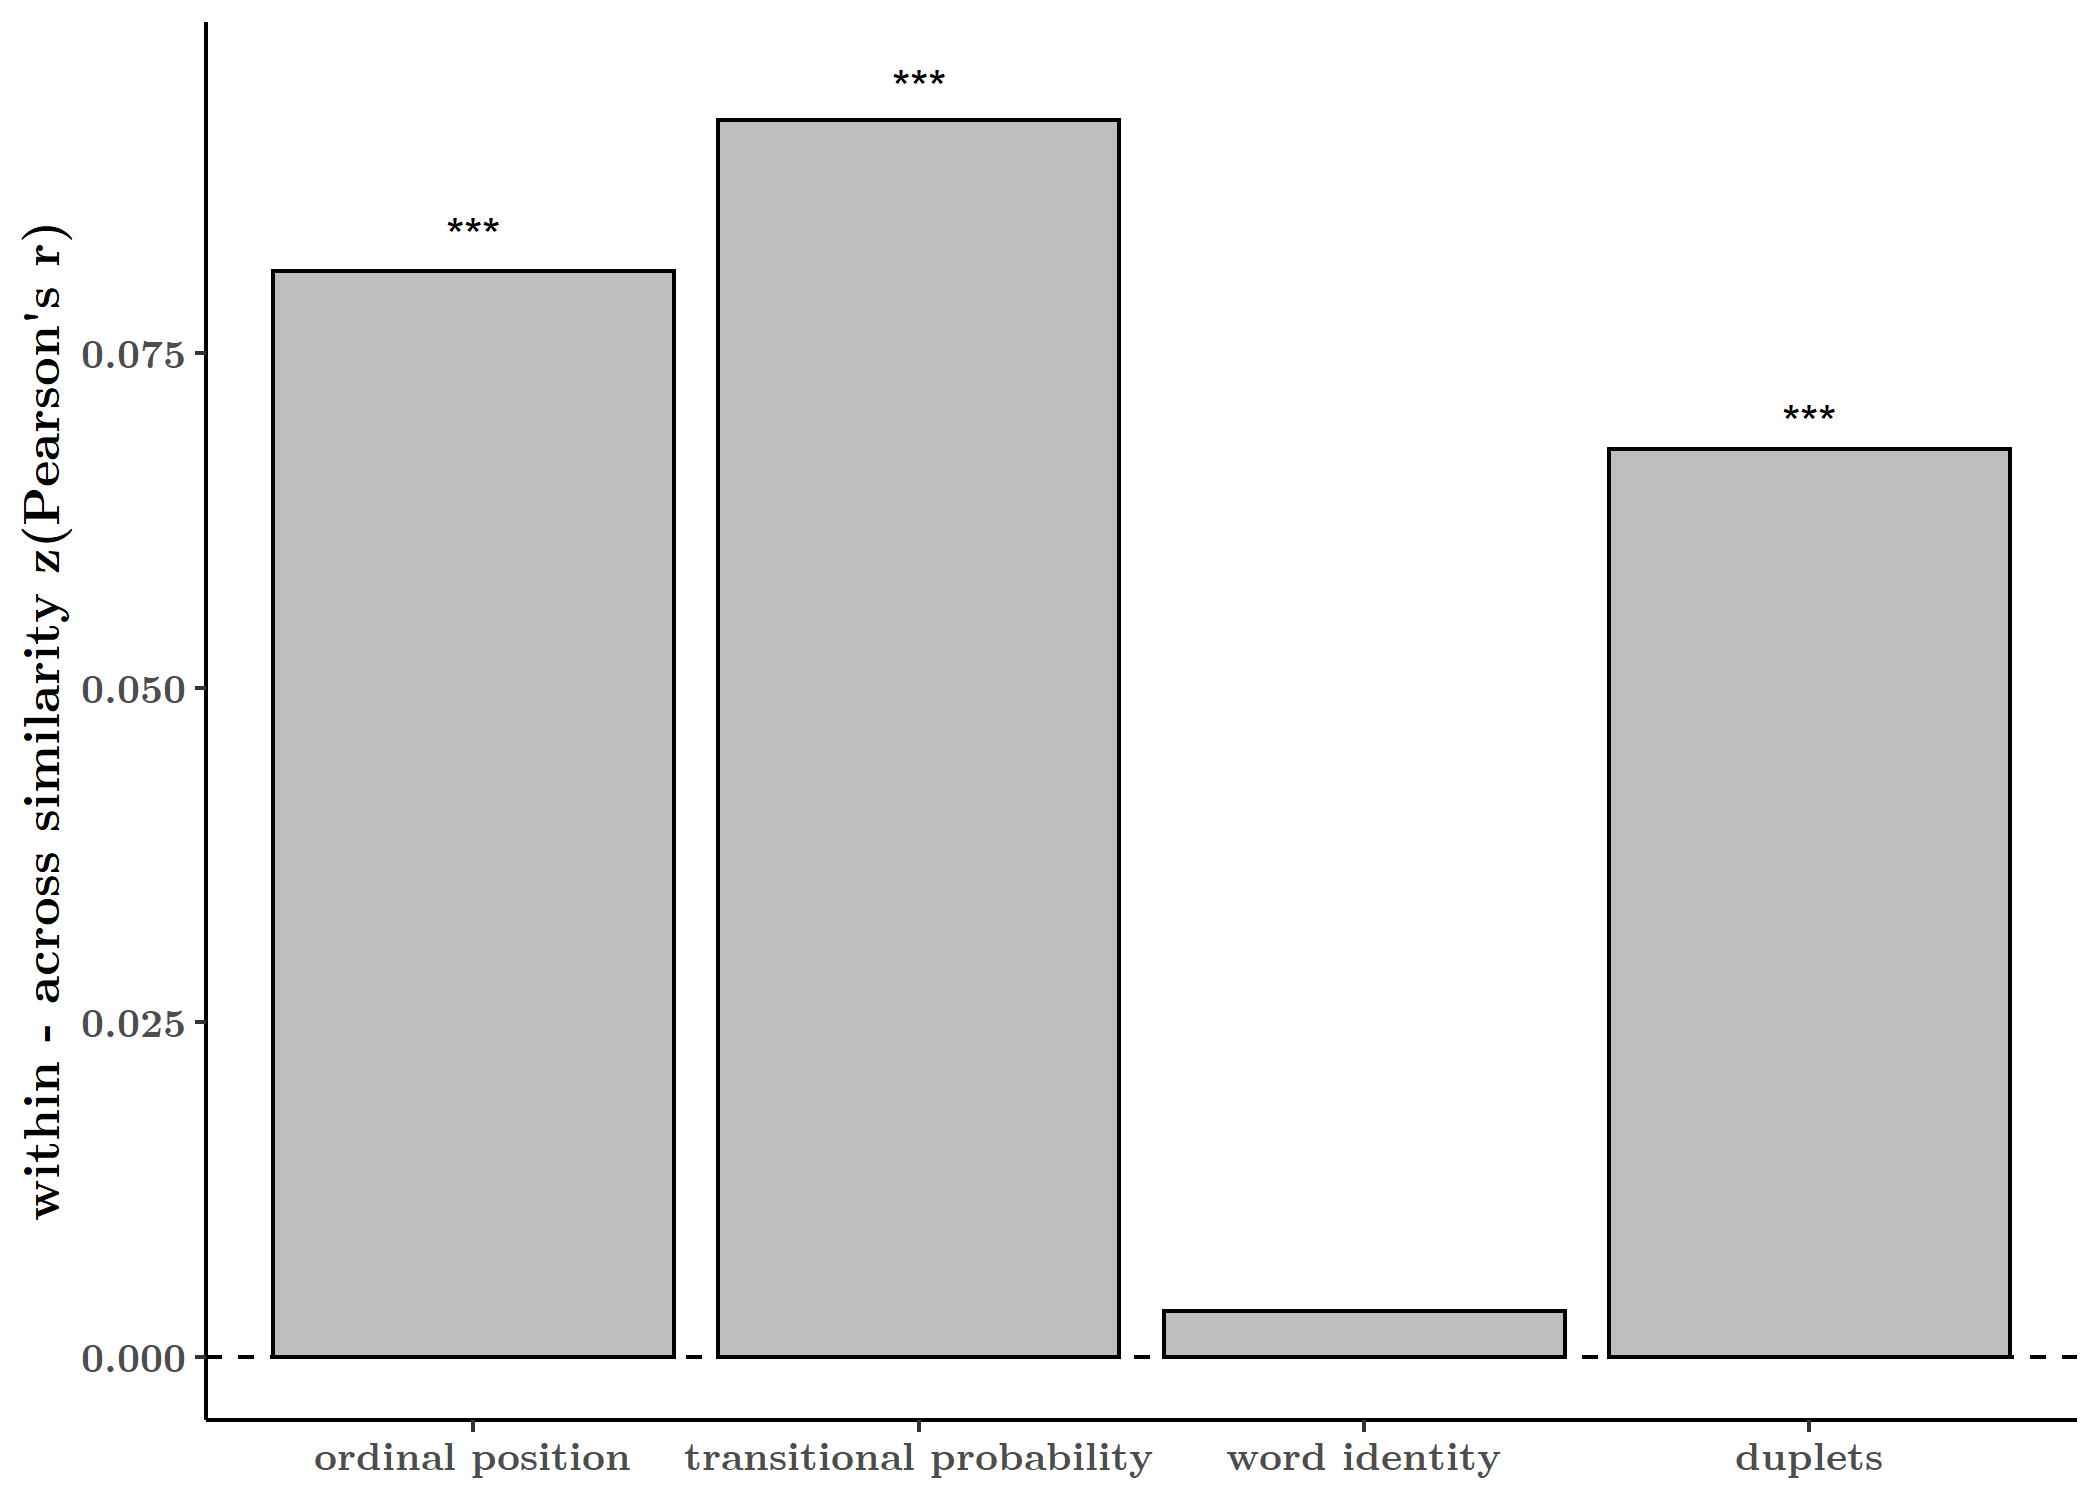 within - across similarity z(Pearson's r)
0.075
0.050
0.025
0.000
***
***
***
ordinal position
transitional probability
word identity
duplets